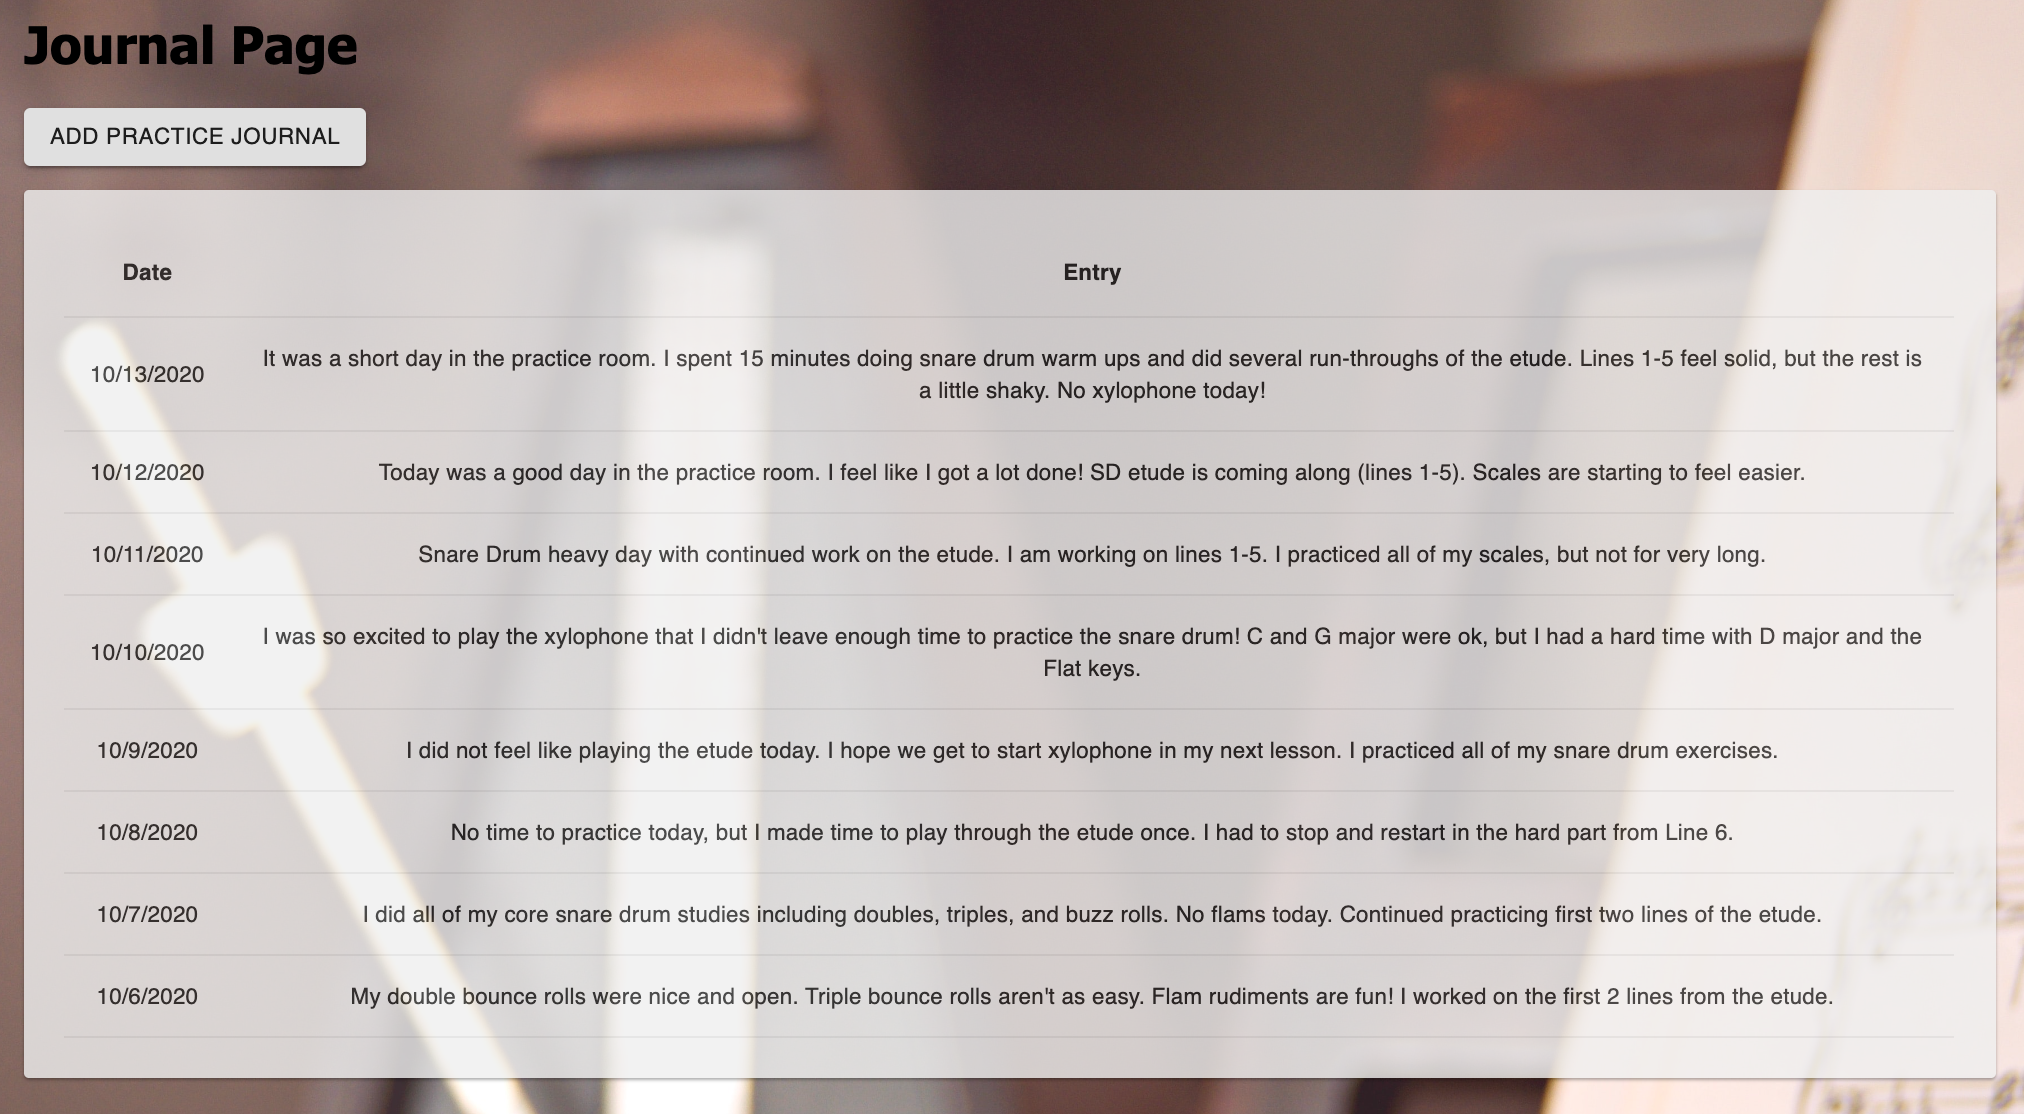 Journal Page
ADD PRACTICE JOURNAL
Date Entry
10/13/2020 It was a short day in the practice room. I spent 15 minutes doing snare drum warm ups and did several run-throughs of the etude. Lines 1-5 feel solid, but the rest is
a little shaky. No xylophone today!
10/12/2020 Today was a good day in the practice room. I feel like I got a lot done! SD etude is coming along (lines 1-5). Scales are starting to feel easier.
10/11/2020 Snare Drum heavy day with continued work on the etude. I am working on lines 1-5. I practiced all of my scales, but not for very long.
10/10/2020 I was so excited to play the xylophone that I didn't leave enough time to practice the snare drum! C and G major were ok, but I had a hard time with D major and the
Flat keys.
10/9/2020 I did not feel like playing the etude today. I hope we get to start xylophone in my next lesson. I practiced all of my snare drum exercises.
10/8/2020 No time to practice today, but I made time to play through the etude once. I had to stop and restart in the hard part from Line 6.
10/7/2020 I did all of my core snare drum studies including doubles, triples, and buzz rolls. No flams today. Continued practicing first two lines of the etude.
10/6/2020 My double bounce rolls were nice and open. Triple bounce rolls aren't as easy. Flam rudiments are fun! I worked on the first 2 lines from the etude.